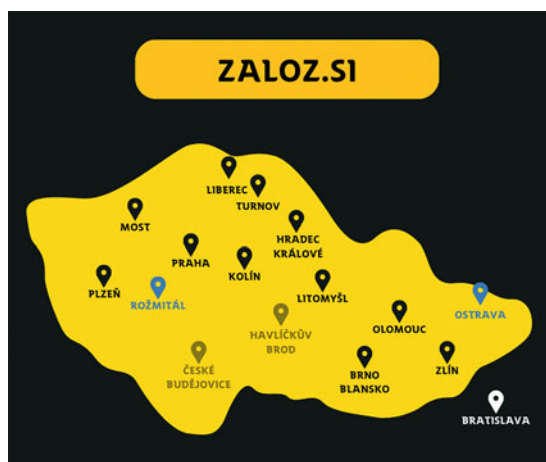 ZALOZ.SI
LIBEREC
TURNOV
MOST
HRADEC
KRÁLOVÉ
PRAHA
KOLÍN
PLZEŇ
ROŽMITÁL
LITOMYŠL
OSTRAVA
HAVLÍČKŮV
BROD
OLOMOUC
ČESKÉ
BUDĚJOVICE
BRNO
BLANSKO
ZLÍN
BRATISLAVA